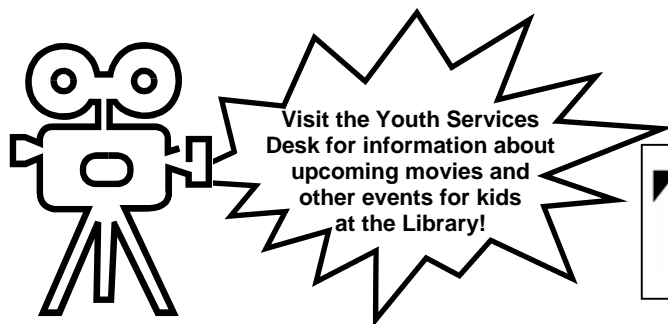 Visit the Youth Services
Desk for information about
upcoming movies and
other events for kids
at the Library!